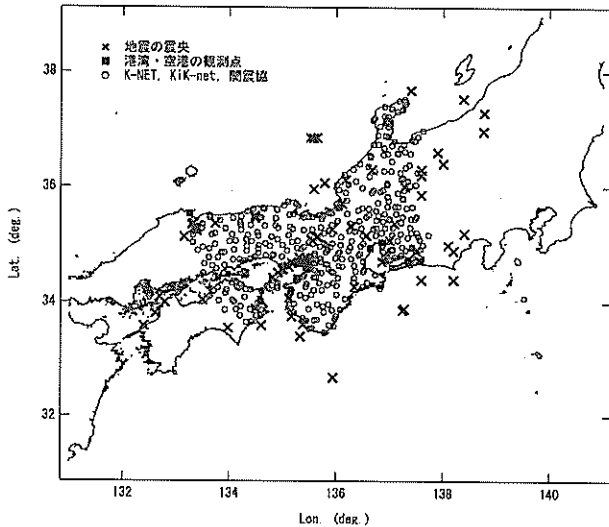 38
36
34
32
Lat. (deg.)
× 地震の震央
港湾・空港の観測点
○ K-NET, KiK-net, 関震協
132
134
136
138
140
Lon. (deg.)